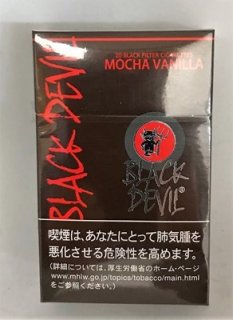 20 BLACK FILTER CIGARETTES
MOCHA VANILLA
BLACK DEVIL
BLACK
DEVIL®
喫煙は、あなたにとって肺気腫を
悪化させる危険性を高めます。
(詳細については、厚生労働省のホーム・ページ
www.mhlw.go.jp/topics/tobacco/main.html
をご参照ください。)